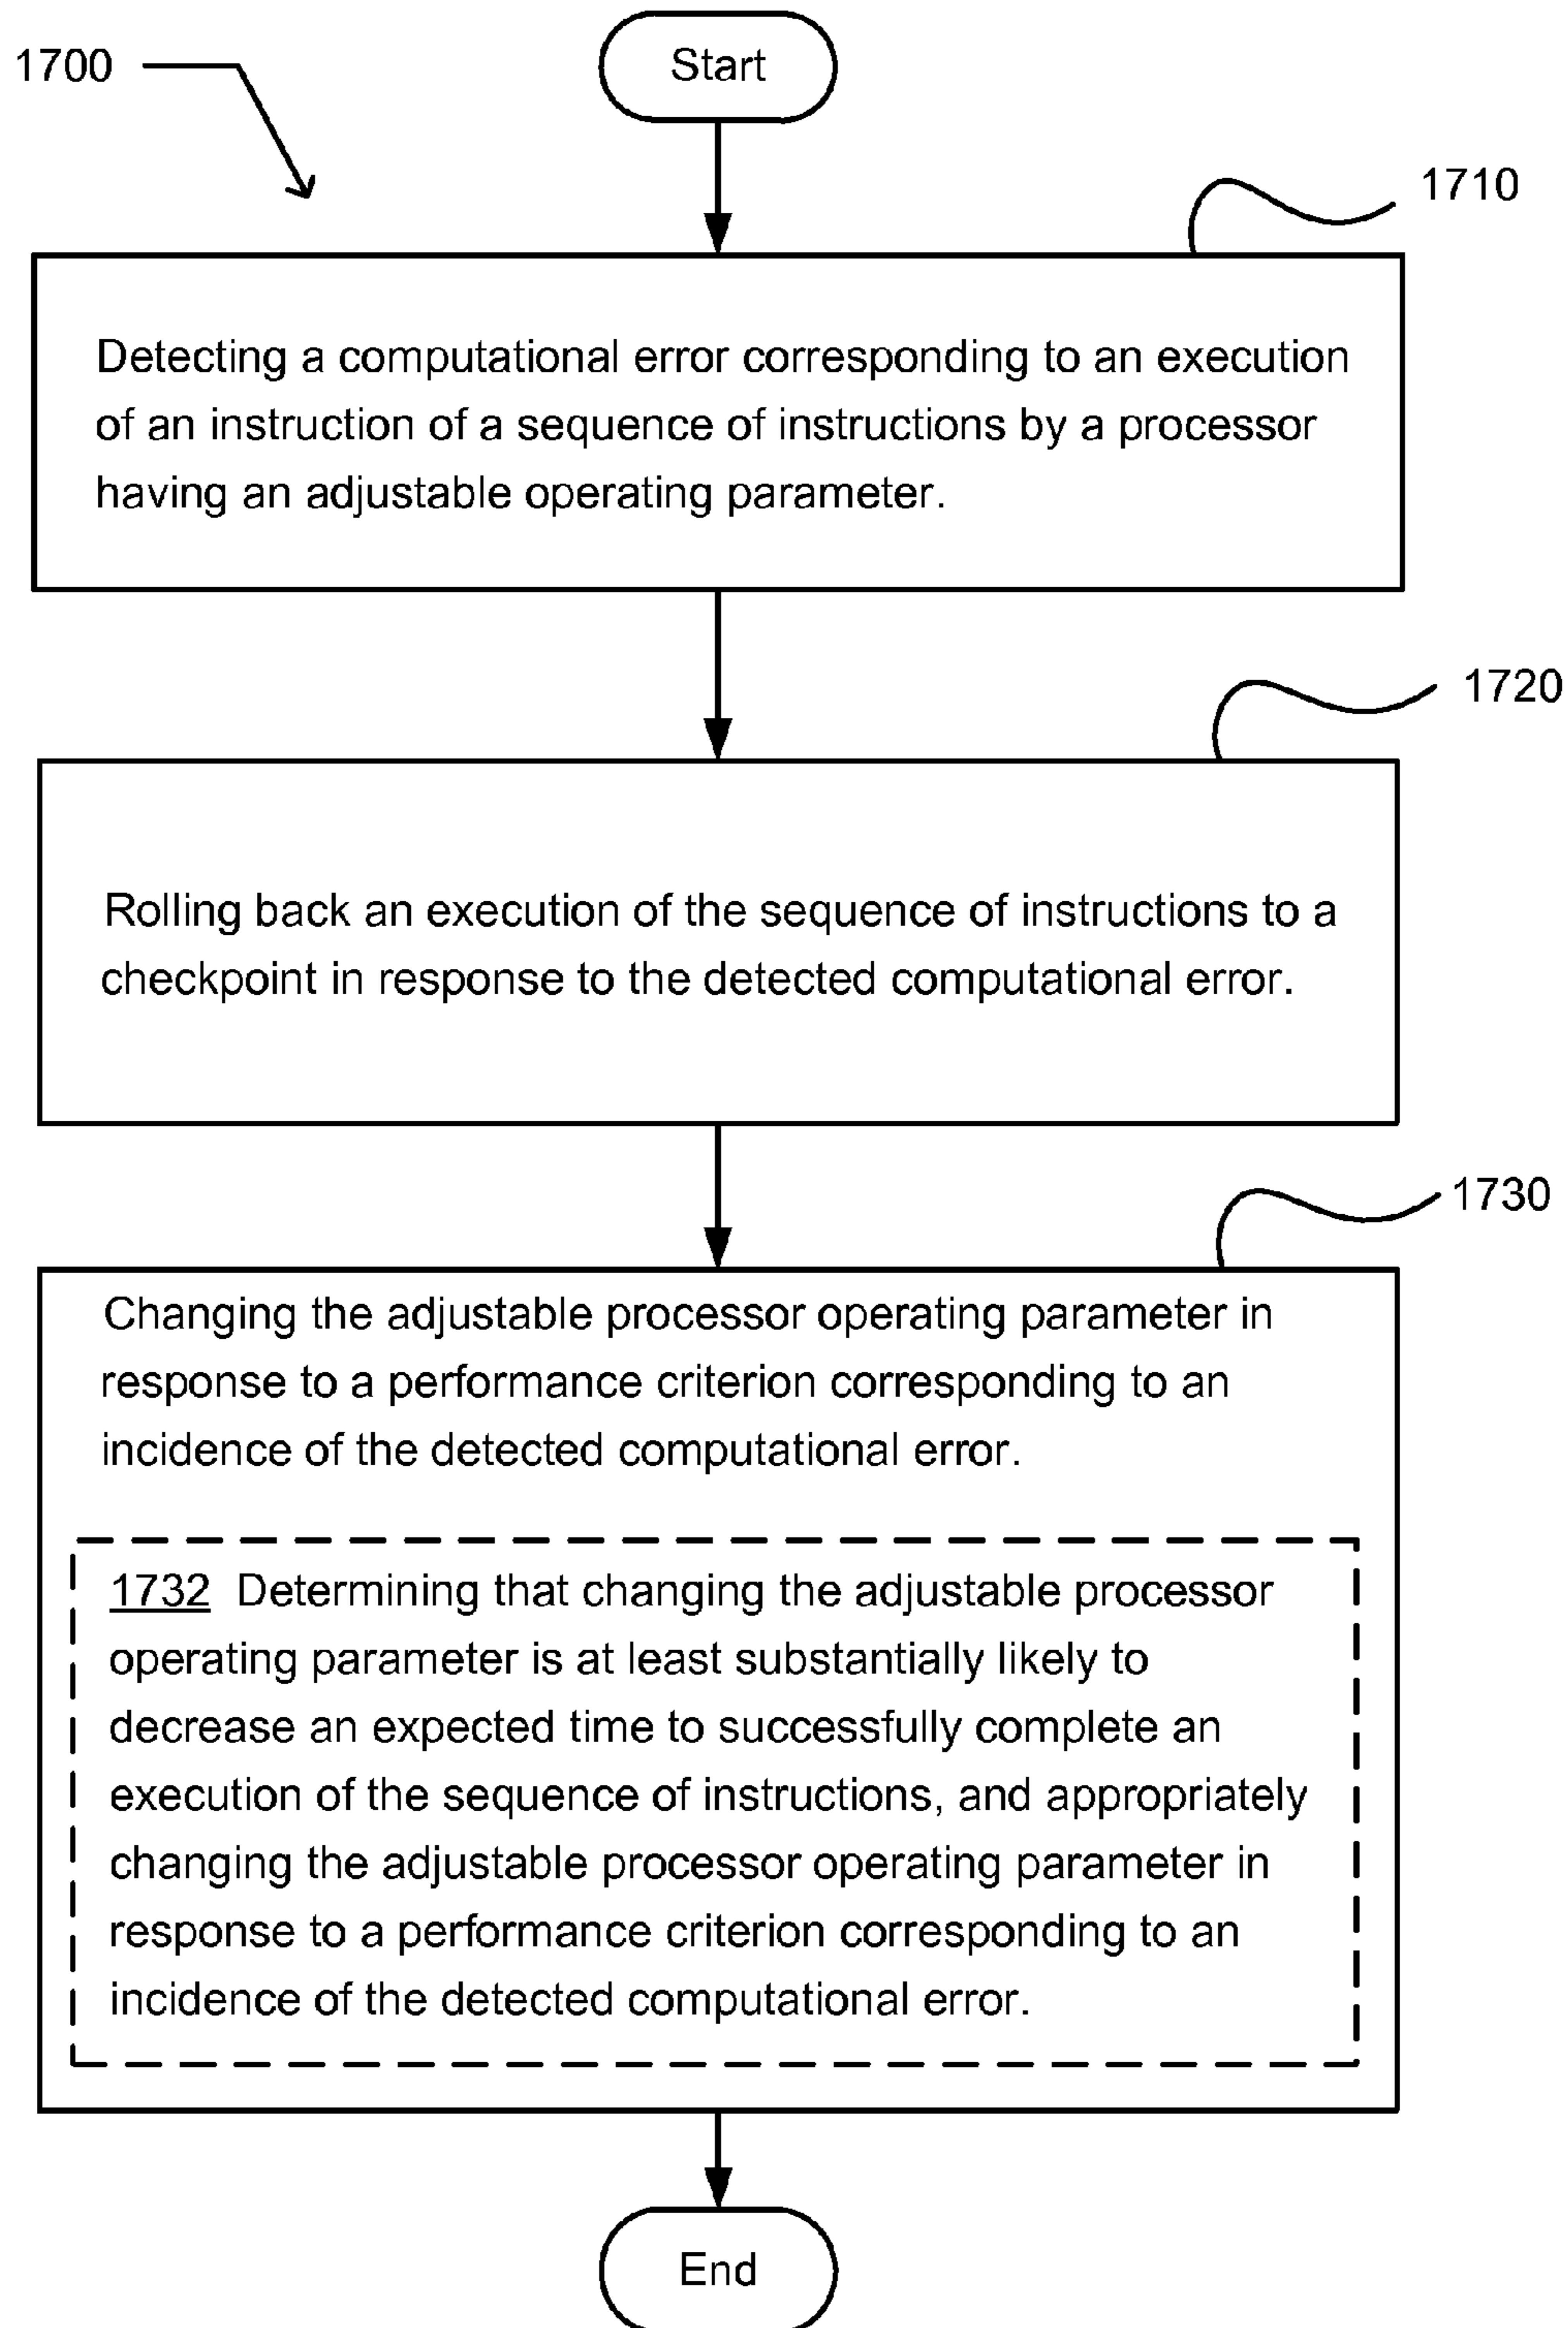 1700
Start
1710
Detecting a computational error corresponding to an execution
of an instruction of a sequence of instructions by a processor
having an adjustable operating parameter.
1720
Rolling back an execution of the sequence of instructions to a
checkpoint in response to the detected computational error.
1730
Changing the adjustable processor operating parameter in
response to a performance criterion corresponding to an
incidence of the detected computational error.
1732 Determining that changing the adjustable processor
operating parameter is at least substantially likely to
decrease an expected time to successfully complete an
execution of the sequence of instructions, and appropriately
changing the adjustable processor operating parameter in
response to a performance criterion corresponding to an
incidence of the detected computational error.
End